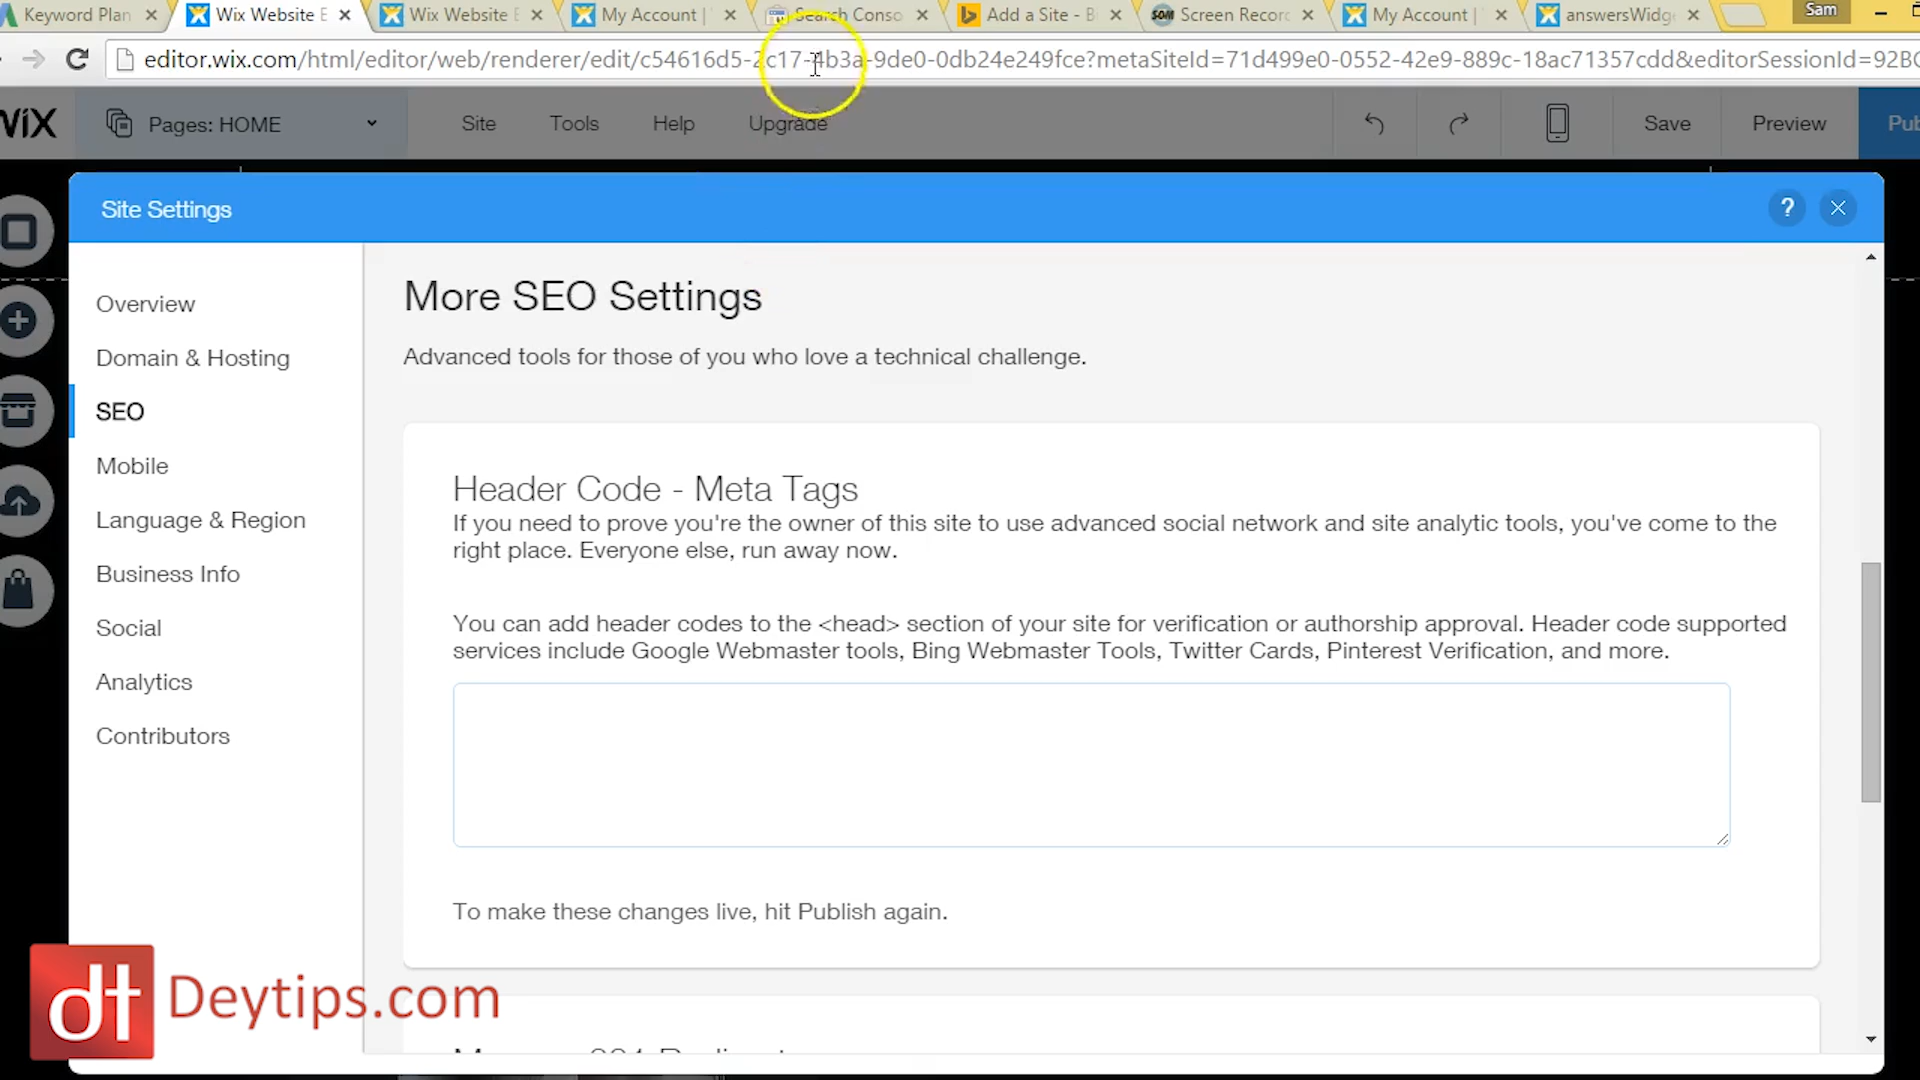 Keyword Plan
Wix Website E
Wix Website E
My Account |
Search Conso
Add a Site - B
SOM Screen Record
My Account |
answersWidg
Sam
editor.wix.com/html/editor/web/renderer/edit/c54616d5-2c17-4b3a-9de0-0db24e249fce?metaSiteId=71d499e0-0552-42e9-889c-18ac71357cdd&editorSessionId=92B
WiX
Pages: HOME
Site
Tools
Help
Upgrade
Save
Preview
Pub
Site Settings
?
Overview
Domain & Hosting
SEO
Mobile
Language & Region
Business Info
Social
Analytics
Contributors
More SEO Settings
Advanced tools for those of you who love a technical challenge.
Header Code - Meta Tags
If you need to prove you're the owner of this site to use advanced social network and site analytic tools, you've come to the
right place. Everyone else, run away now.
You can add header codes to the <head> section of your site for verification or authorship approval. Header code supported
services include Google Webmaster tools, Bing Webmaster Tools, Twitter Cards, Pinterest Verification, and more.
To make these changes live, hit Publish again.
dt Deytips.com